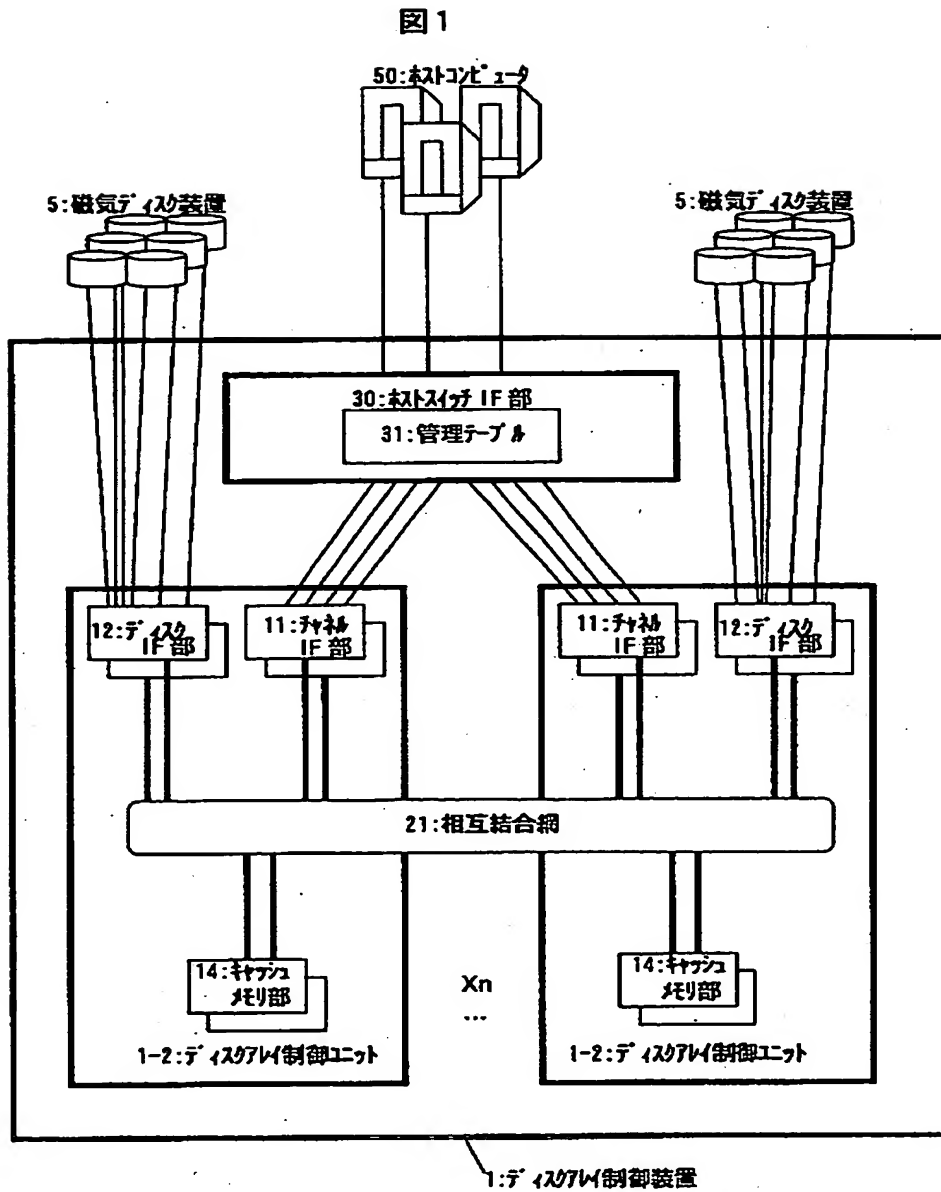 図1
50:ホストコンピュータ
5:磁気ディスク装置
5:磁気ディスク装置
30:ホストスイッチ IF 部
31:管理テーブル
12:ディスク
IF 部
11:チャネル
IF 部
11:チャネル
IF 部
12:ディスク
IF 部
21:相互結合網
14:キャッシュ
メモリ部
Xn
...
14:キャッシュ
メモリ部
1-2:ディスクアレイ制御ユニット
1-2:ディスクアレイ制御ユニット
1:ディスクアレイ制御装置